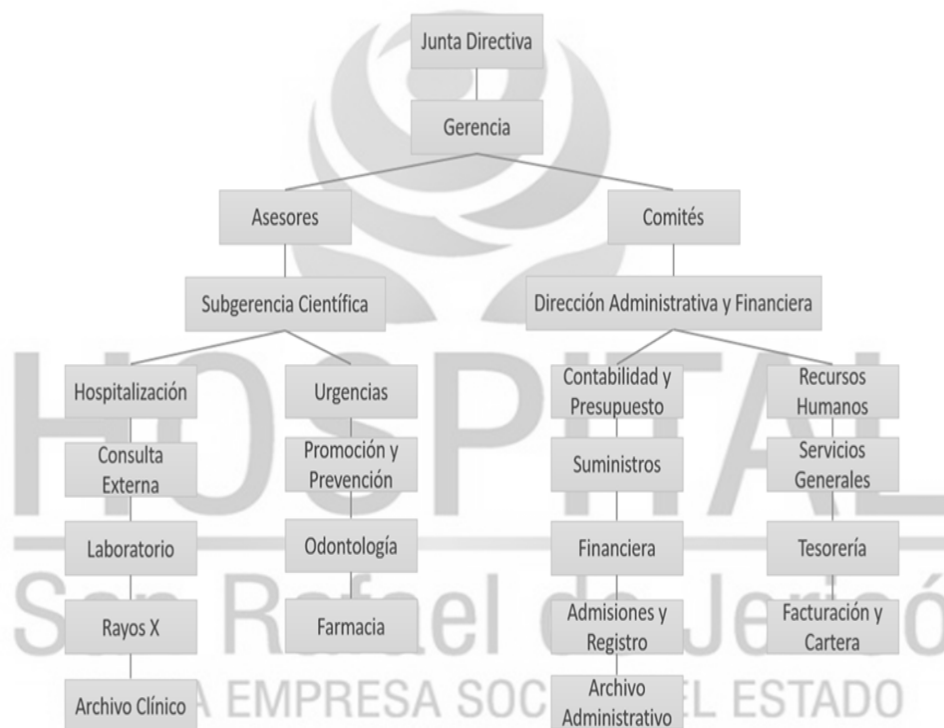 Junta Directiva
Gerencia
Asesores
Comités
Subgerencia Científica
Dirección Administrativa y Financiera
Hospitalización
Urgencias
Contabilidad y
Presupuesto
Recursos
Humanos
Consulta
Externa
Promoción y
Prevención
Suministros
Servicios
Generales
Laboratorio
Odontología
Financiera
Tesorería
Rayos X
Farmacia
Admisiones y
Registro
Facturación y
Cartera
Archivo Clínico
Archivo
Administrativo
HOSPITAL
San Rafael de Jericó
EMPRESA SOC EL ESTADO